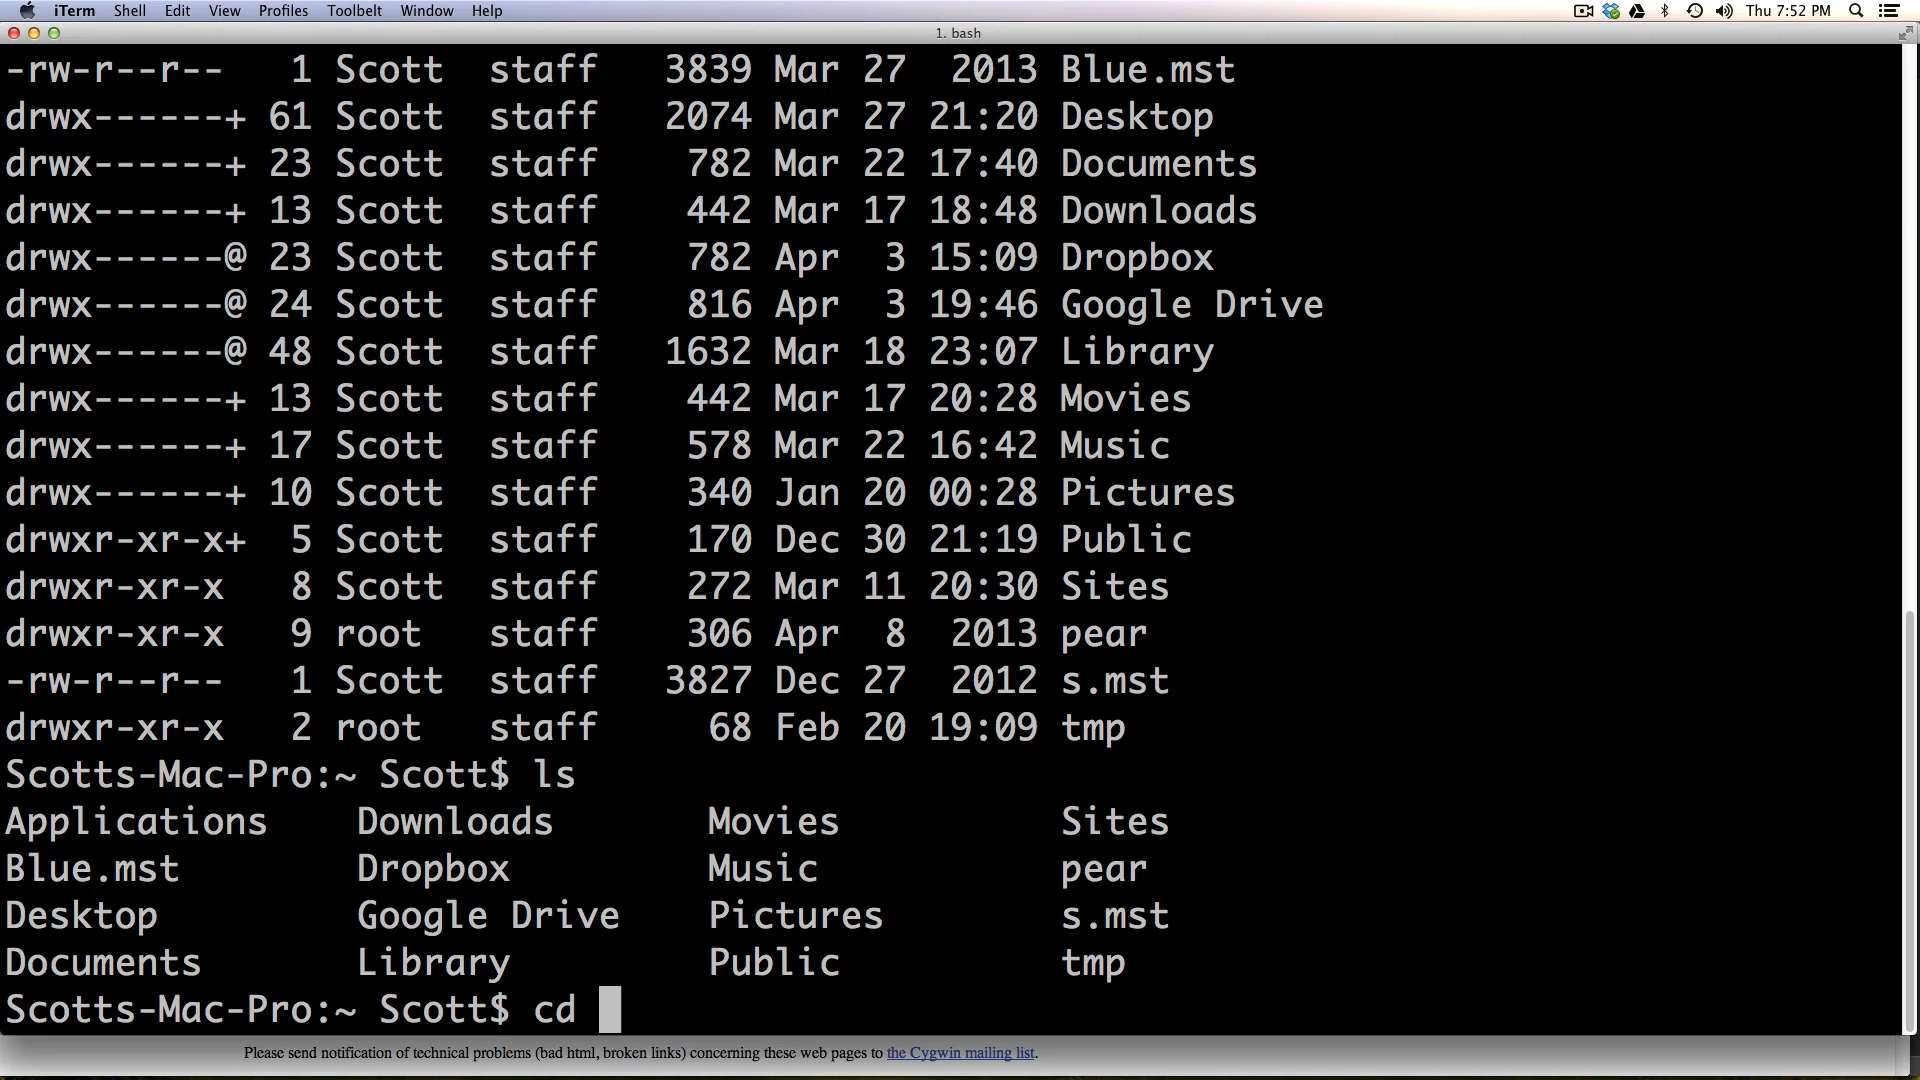 iTerm Shell Edit View Profiles Toolbelt Window Help Thu 7:52 PM
1. bash
-rw-r--r--   1 Scott  staff   3839 Mar 27  2013 Blue.mst
drwx------+ 61 Scott  staff   2074 Mar 27 21:20 Desktop
drwx------+ 23 Scott  staff    782 Mar 22 17:40 Documents
drwx------+ 13 Scott  staff    442 Mar 17 18:48 Downloads
drwx------@ 23 Scott  staff    782 Apr  3 15:09 Dropbox
drwx------@ 24 Scott  staff    816 Apr  3 19:46 Google Drive
drwx------@ 48 Scott  staff   1632 Mar 18 23:07 Library
drwx------+ 13 Scott  staff    442 Mar 17 20:28 Movies
drwx------+ 17 Scott  staff    578 Mar 22 16:42 Music
drwx------+ 10 Scott  staff    340 Jan 20 00:28 Pictures
drwxr-xr-x+  5 Scott  staff    170 Dec 30 21:19 Public
drwxr-xr-x   8 Scott  staff    272 Mar 11 20:30 Sites
drwxr-xr-x   9 root   staff    306 Apr  8  2013 pear
-rw-r--r--   1 Scott  staff   3827 Dec 27  2012 s.mst
drwxr-xr-x   2 root   staff     68 Feb 20 19:09 tmp
Scotts-Mac-Pro:~ Scott$ ls
Applications    Downloads       Movies          Sites
Blue.mst        Dropbox         Music           pear
Desktop         Google Drive    Pictures        s.mst
Documents       Library         Public          tmp
Scotts-Mac-Pro:~ Scott$ cd
Please send notification of technical problems (bad html, broken links) concerning these web pages to the Cygwin mailing list.